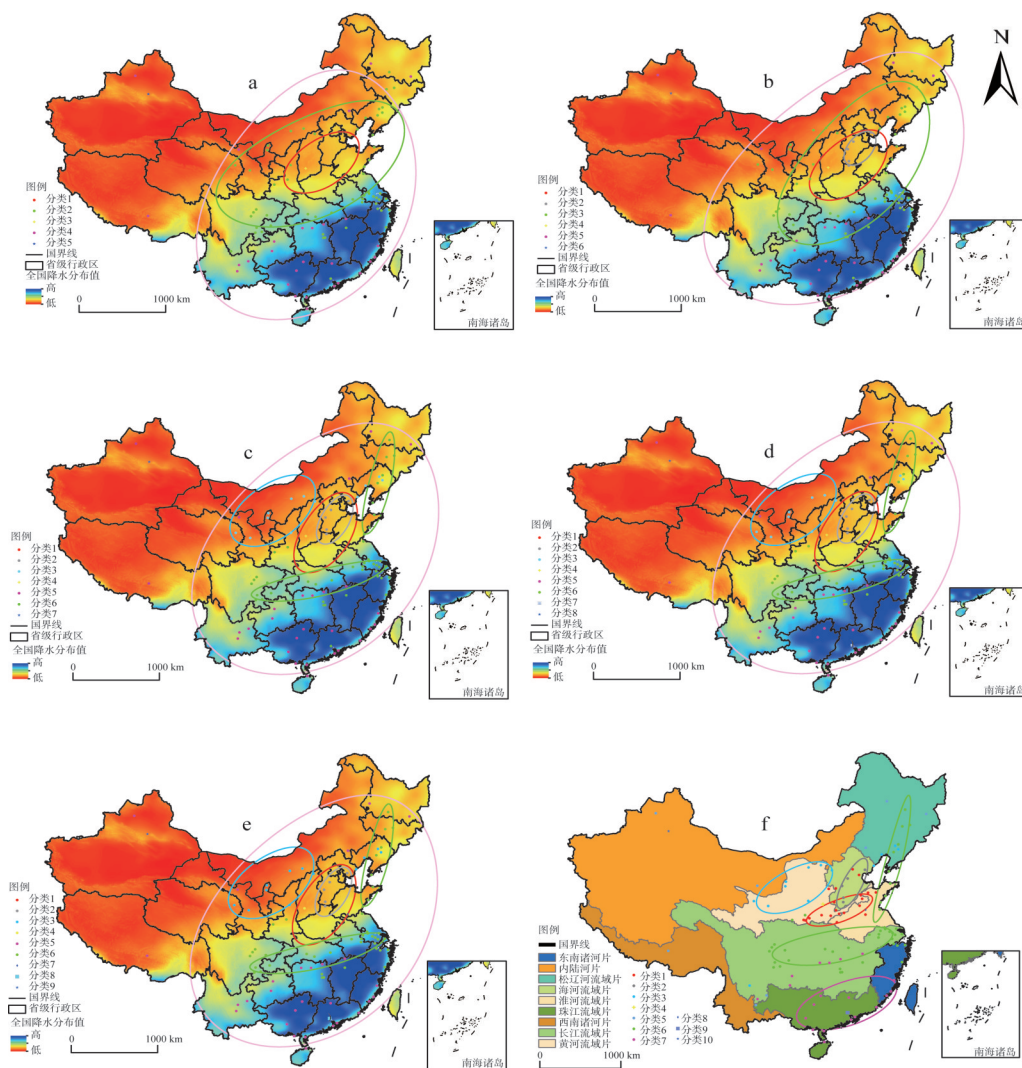 a
图例
分类1
分类2
分类3
分类4
分类5
国界线
省级行政区
全国降水分布值
高
低
0 1000 km
南海诸岛
b
N
图例
分类1
分类2
分类3
分类4
分类5
分类6
国界线
省级行政区
全国降水分布值
高
低
0 1000 km
南海诸岛
c
图例
分类1
分类2
分类3
分类4
分类5
分类6
分类7
国界线
省级行政区
全国降水分布值
高
低
0 1000 km
南海诸岛
d
图例
分类1
分类2
分类3
分类4
分类5
分类6
分类7
分类8
国界线
省级行政区
全国降水分布值
高
低
0 1000 km
南海诸岛
e
图例
分类1
分类2
分类3
分类4
分类5
分类6
分类7
分类8
分类9
国界线
省级行政区
全国降水分布值
高
低
0 1000 km
南海诸岛
f
图例
国界线
东南诸河片
内陆河片
松辽河流域片
海河流域片
淮河流域片
珠江流域片
西南诸河片
长江流域片
黄河流域片
分类1
分类2
分类3
分类4
分类5
分类6
分类7
分类8
分类9
分类10
0 1000 km
南海诸岛